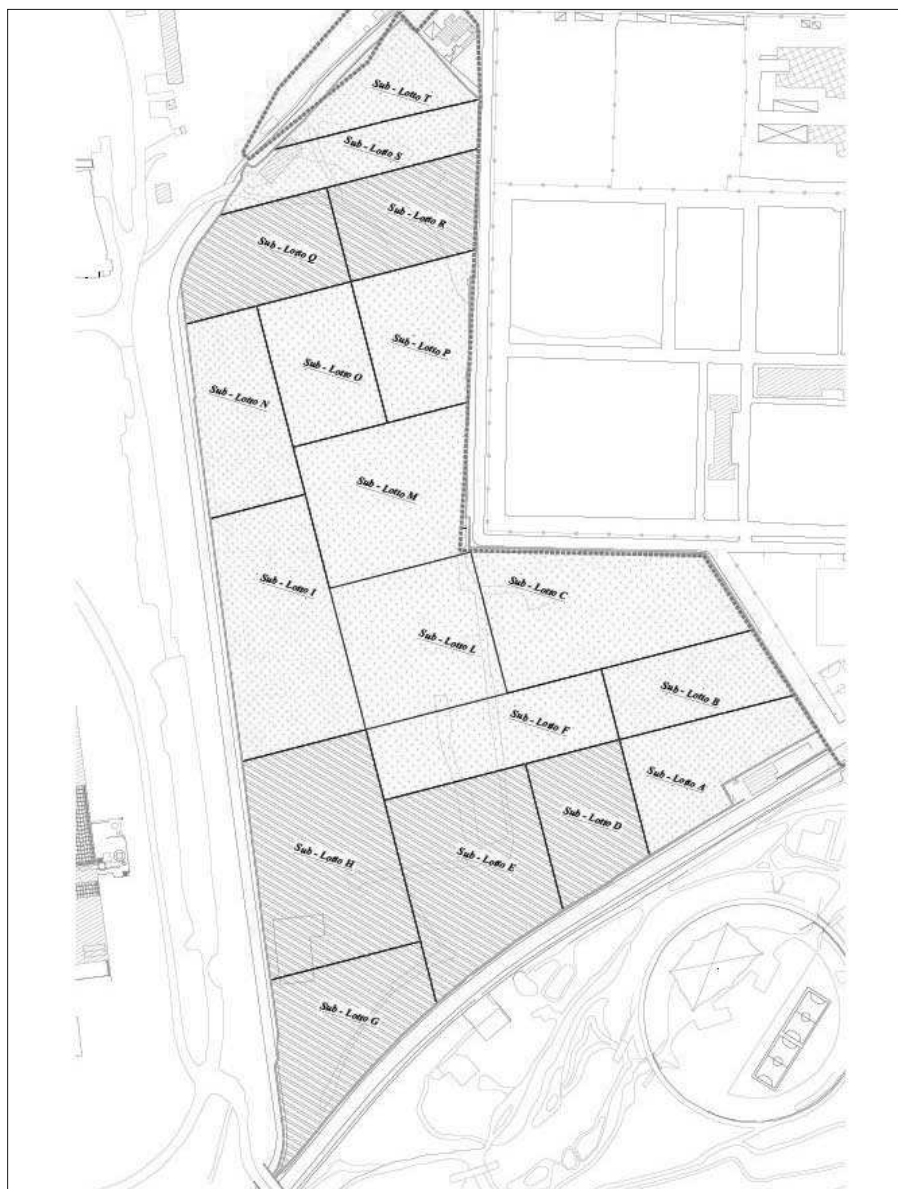 Sub - Lotto T
Sub - Lotto S
Sub - Lotto R
Sub - Lotto Q
Sub - Lotto P
Sub - Lotto O
Sub - Lotto N
Sub - Lotto M
Sub - Lotto I
Sub - Lotto C
Sub - Lotto L
Sub - Lotto B
Sub - Lotto F
Sub - Lotto A
Sub - Lotto D
Sub - Lotto H
Sub - Lotto E
Sub - Lotto G